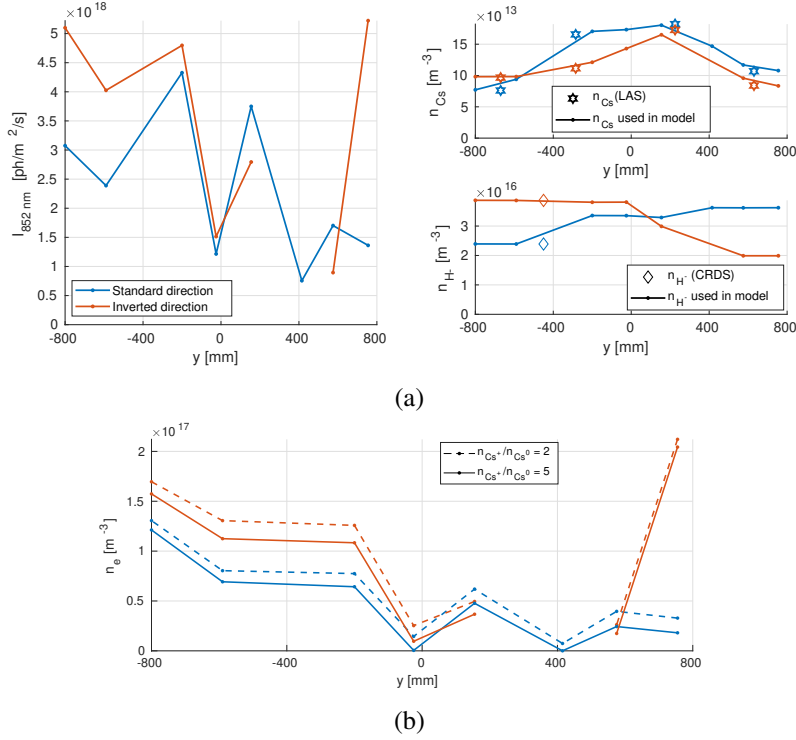 × 10^18
5
4.5
4
3.5
3
2.5
2
1.5
1
0.5
0
I_852 nm [ph/m^2/s]
Standard direction
Inverted direction
-800 -400 0 400 800
y [mm]
× 10^13
15
10
5
0
n_Cs [m^-3]
n_Cs (LAS)
n_Cs used in model
-800 -400 0 400 800
y [mm]
× 10^16
3
2
1
0
n_H- [m^-3]
n_H- (CRDS)
n_H- used in model
-800 -400 0 400 800
y [mm]
(a)
× 10^17
2
1.5
1
0.5
0
n_e [m^-3]
n_Cs+/n_Cs0 = 2
n_Cs+/n_Cs0 = 5
-800 -400 0 400 800
y [mm]
(b)